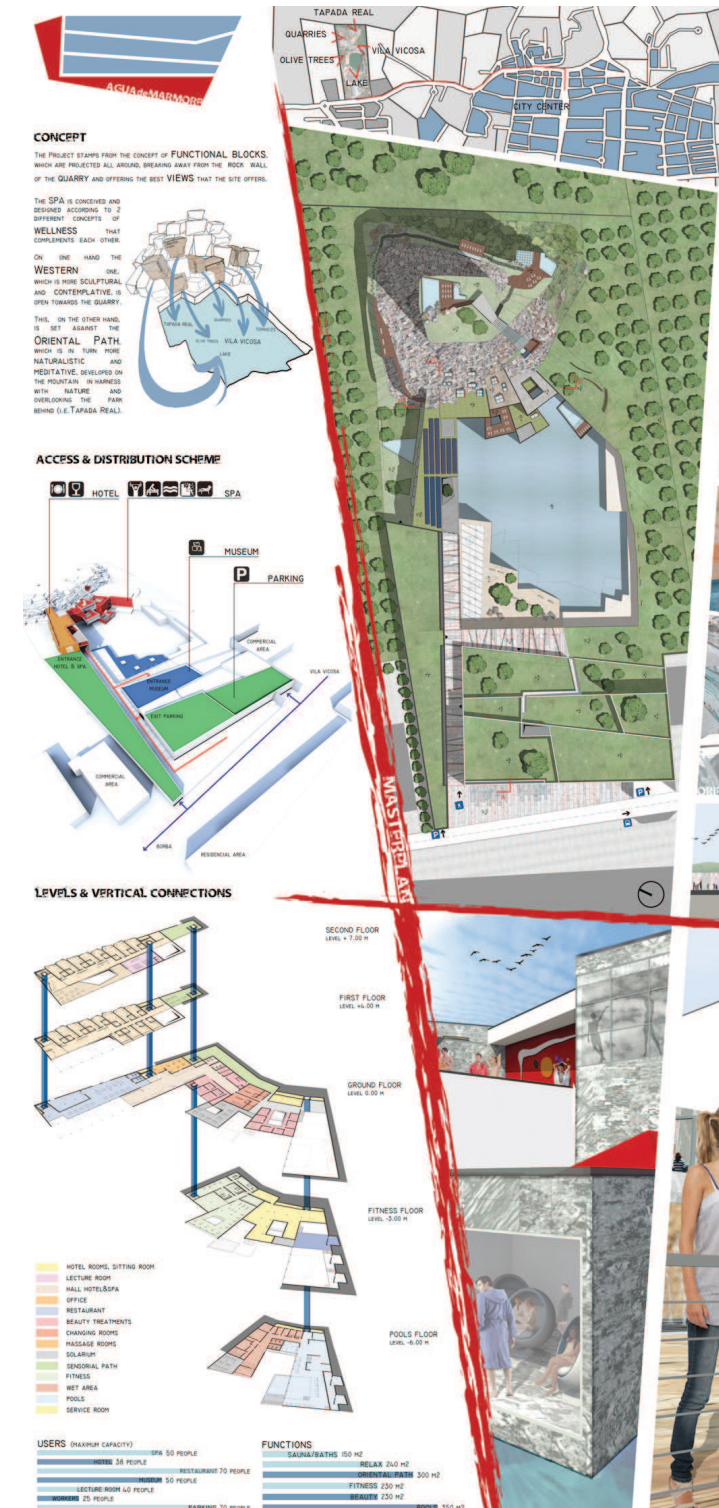 AGUA de MARMORE
TAPADA REAL
QUARRIES
VILA VICOSA
OLIVE TREES
LAKE
CITY CENTER
CONCEPT
THE PROJECT STAMPS FROM THE CONCEPT OF FUNCTIONAL BLOCKS,
WHICH ARE PROJECTED ALL AROUND, BREAKING AWAY FROM THE ROCK WALL
OF THE QUARRY AND OFFERING THE BEST VIEWS THAT THE SITE OFFERS.
THE SPA IS CONCEIVED AND
DESIGNED ACCORDING TO 2
DIFFERENT CONCEPTS OF
WELLNESS THAT
COMPLEMENTS EACH OTHER.
ON ONE HAND THE
WESTERN ONE,
WHICH IS MORE SCULPTURAL
AND CONTEMPLATIVE, IS
OPEN TOWARDS THE QUARRY.
THIS, ON THE OTHER HAND,
IS SET AGAINST THE
ORIENTAL PATH,
WHICH IS IN TURN MORE
NATURALISTIC AND
MEDITATIVE, DEVELOPED ON
THE MOUNTAIN IN HARNESS
WITH NATURE AND
OVERLOOKING THE PARK
BEHIND (I.E. TAPADA REAL).
TAPADA REAL
QUARRIES
OLIVE TREES
VILA VICOSA
LAKE
ACCESS & DISTRIBUTION SCHEME
HOTEL
SPA
MUSEUM
P PARKING
COMMERCIAL
AREA
ENTRANCE
HOTEL & SPA
VILA VICOSA
ENTRANCE
MUSEUM
EXIT PARKING
COMMERCIAL
AREA
BORBA
RESIDENCIAL AREA
MASTERPLAN
P
P
LEVELS & VERTICAL CONNECTIONS
SECOND FLOOR
LEVEL + 7.00 M
FIRST FLOOR
LEVEL +4.00 M
GROUND FLOOR
LEVEL 0.00 M
FITNESS FLOOR
LEVEL -3.00 M
POOLS FLOOR
LEVEL -6.00 M
HOTEL ROOMS, SITTING ROOM
LECTURE ROOM
HALL HOTEL&SPA
OFFICE
RESTAURANT
BEAUTY TREATMENTS
CHANGING ROOMS
MASSAGE ROOMS
SOLARIUM
SENSORIAL PATH
FITNESS
WET AREA
POOLS
SERVICE ROOM
USERS (MAXIMUM CAPACITY)
SPA 50 PEOPLE
HOTEL 38 PEOPLE
RESTAURANT 70 PEOPLE
MUSEUM 50 PEOPLE
LECTURE ROOM 40 PEOPLE
WORKERS 25 PEOPLE
PARKING 70 PEOPLE
FUNCTIONS
SAUNA/BATHS 150 M2
RELAX 240 M2
ORIENTAL PATH 300 M2
FITNESS 230 M2
BEAUTY 230 M2
POOLS 350 M2